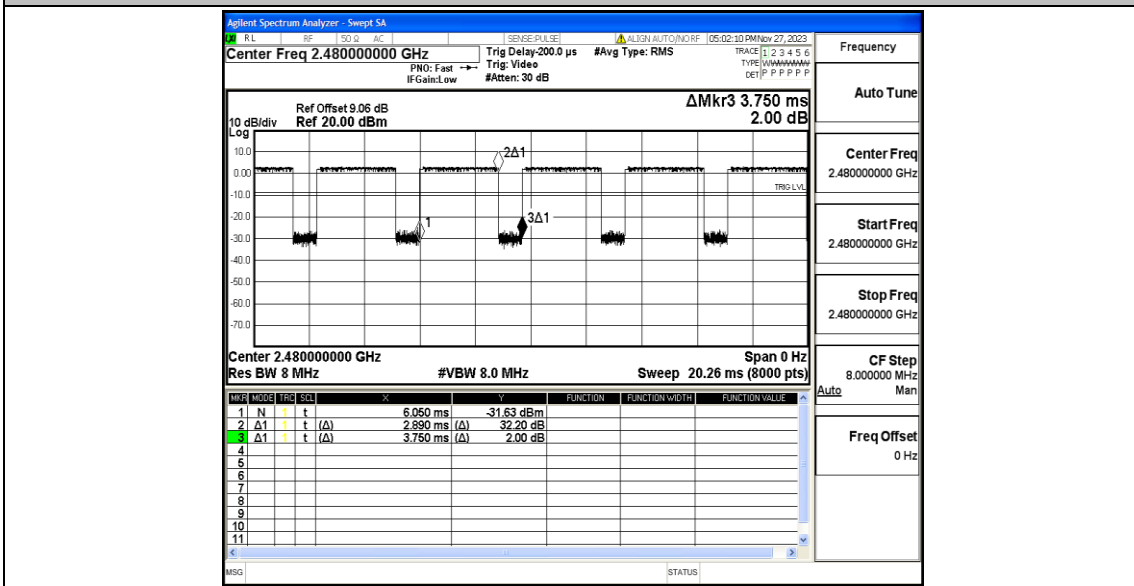 Agilent Spectrum Analyzer - Swept SA
RL RF 50 Ω AC SENSE:PULSE ALIGN AUTO/NO RF 05:02:10 PM Nov 27, 2023
Center Freq 2.480000000 GHz
PNO: Fast
IFGain:Low
Trig Delay-200.0 µs
Trig: Video
#Atten: 30 dB
#Avg Type: RMS
TRACE 1 2 3 4 5 6
TYPE WWWWWW
DET P P P P P P
Frequency
Auto Tune
Center Freq
2.480000000 GHz
Start Freq
2.480000000 GHz
Stop Freq
2.480000000 GHz
CF Step
8.000000 MHz
Auto Man
Freq Offset
0 Hz
ΔMkr3 3.750 ms
2.00 dB
Ref Offset 9.06 dB
10 dB/div Ref 20.00 dBm
Log
10.0
0.00
-10.0
-20.0
-30.0
-40.0
-50.0
-60.0
-70.0
2Δ1
TRIG LVL
1
3Δ1
Center 2.480000000 GHz Span 0 Hz
Res BW 8 MHz #VBW 8.0 MHz Sweep 20.26 ms (8000 pts)
MKR MODE TRC SCL X Y FUNCTION FUNCTION WIDTH FUNCTION VALUE
1 N 1 t 6.050 ms -31.63 dBm
2 Δ1 1 t (Δ) 2.890 ms (Δ) 32.20 dB
3 Δ1 1 t (Δ) 3.750 ms (Δ) 2.00 dB
4
5
6
7
8
9
10
11
MSG STATUS